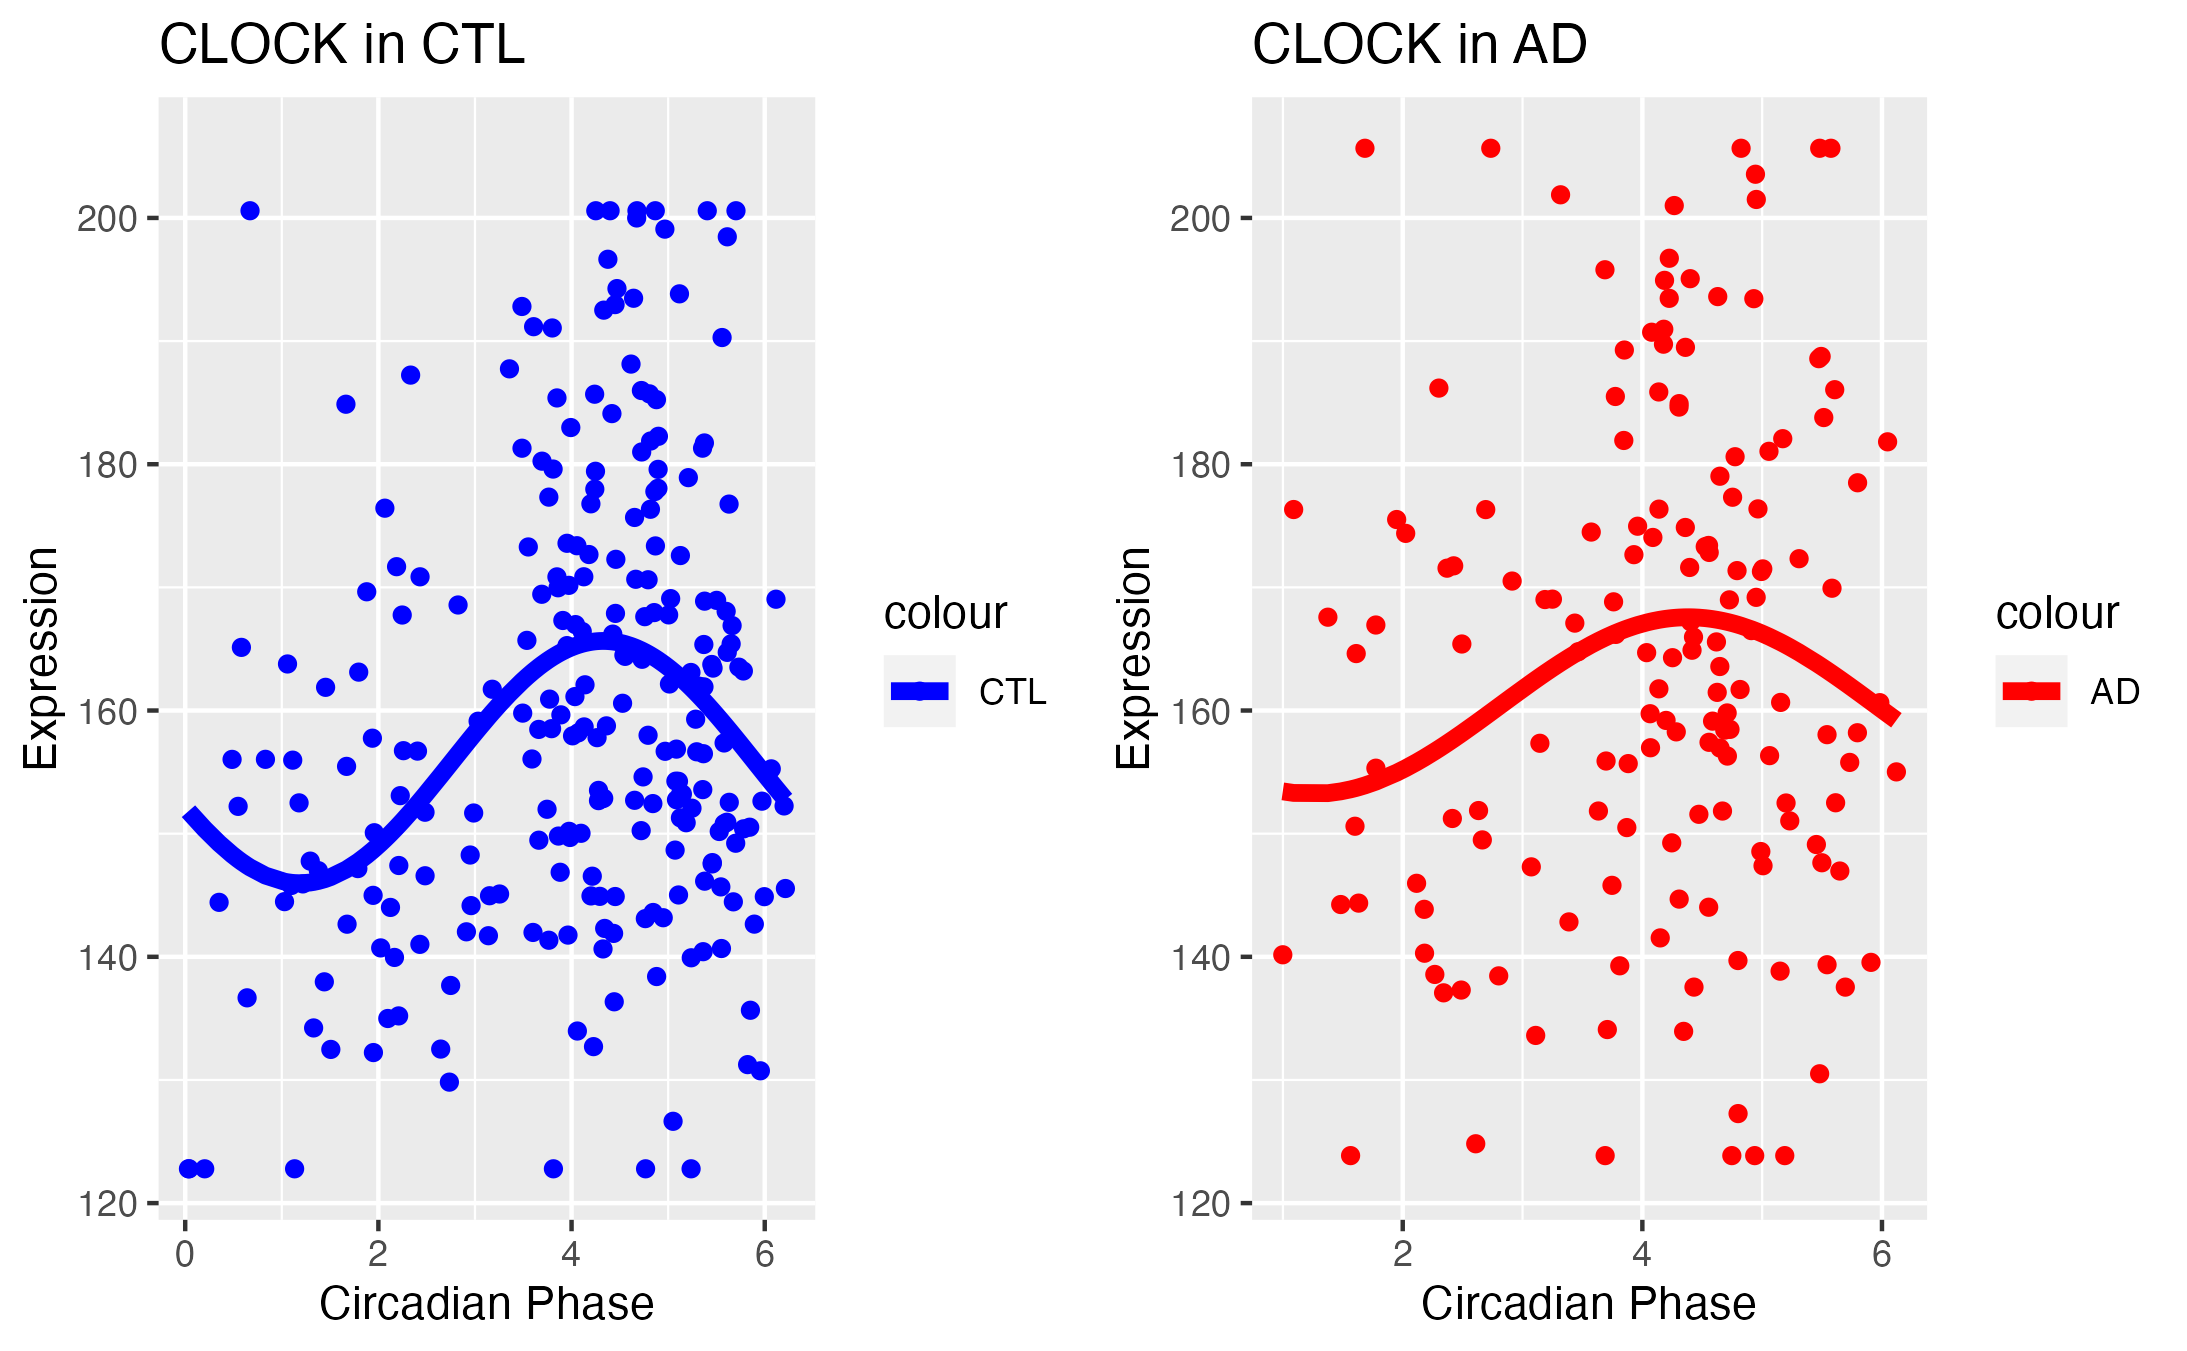 CLOCK in CTL
Expression
200
180
160
140
120
0 2 4 6
Circadian Phase
colour
CTL
CLOCK in AD
Expression
200
180
160
140
120
2 4 6
Circadian Phase
colour
AD